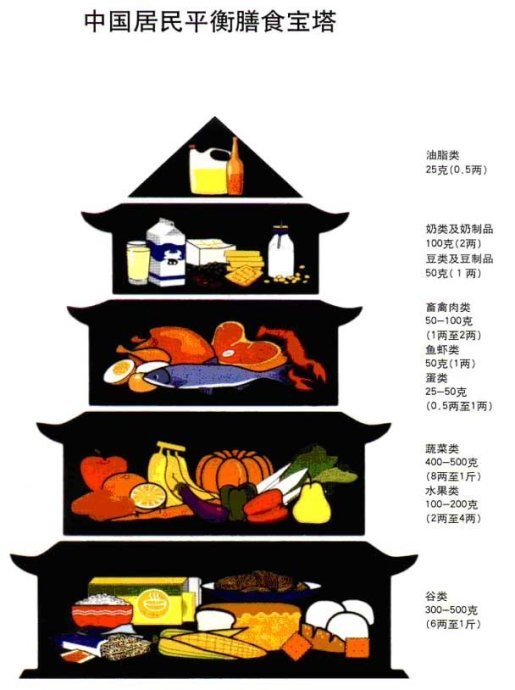 中国居民平衡膳食宝塔
油脂类
25克(0.5两)
奶类及奶制品
100克(2两)
豆类及豆制品
50克(1两)
畜禽肉类
50—100克
(1两至2两)
鱼虾类
50克(1两)
蛋类
25—50克
(0.5两至1两)
蔬菜类
400—500克
(8两至1斤)
水果类
100—200克
(2两至4两)
谷类
300—500克
(6两至1斤)